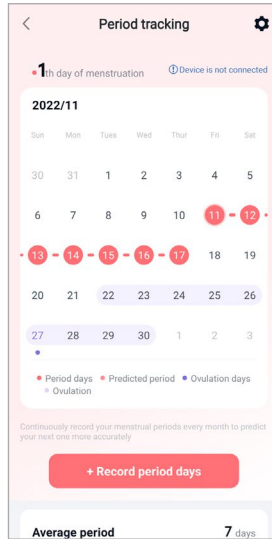 Period tracking
1th day of menstruation
Device is not connected
2022/11
Sun Mon Tues Wed Thur Fri Sat
30 31 1 2 3 4 5
6 7 8 9 10 11 12
13 14 15 16 17 18 19
20 21 22 23 24 25 26
27 28 29 30 1 2 3
Period days Predicted period Ovulation days
Ovulation
Continuously record your menstrual periods every month to predict
your next one more accurately
+ Record period days
Average period 7 days